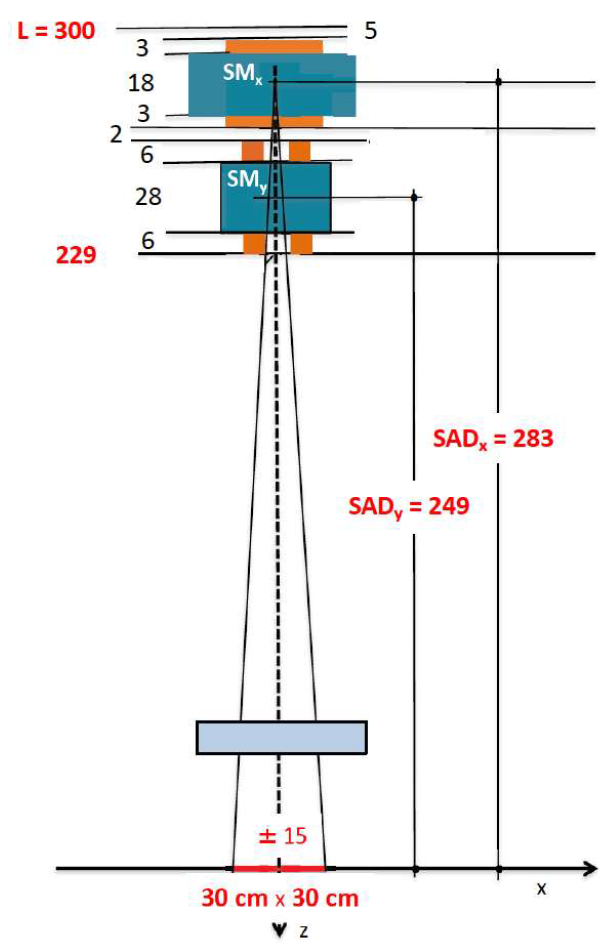 L = 300
5
3
SMx
18
3
2
6
SMy
28
6
229
SADx = 283
SADy = 249
± 15
30 cm x 30 cm
x
z